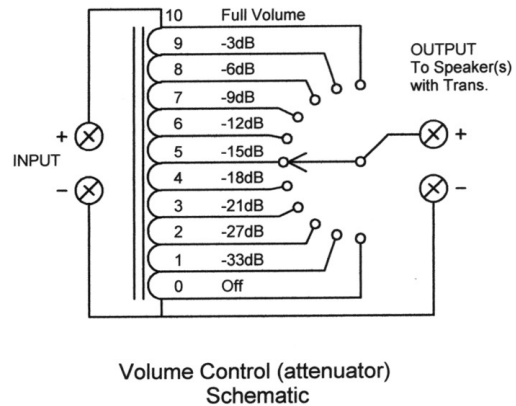 10 Full Volume
9 -3dB
8 -6dB
7 -9dB
6 -12dB
5 -15dB
4 -18dB
3 -21dB
2 -27dB
1 -33dB
0 Off
+
INPUT
−
OUTPUT
To Speaker(s)
with Trans.
+
−
Volume Control (attenuator)
Schematic